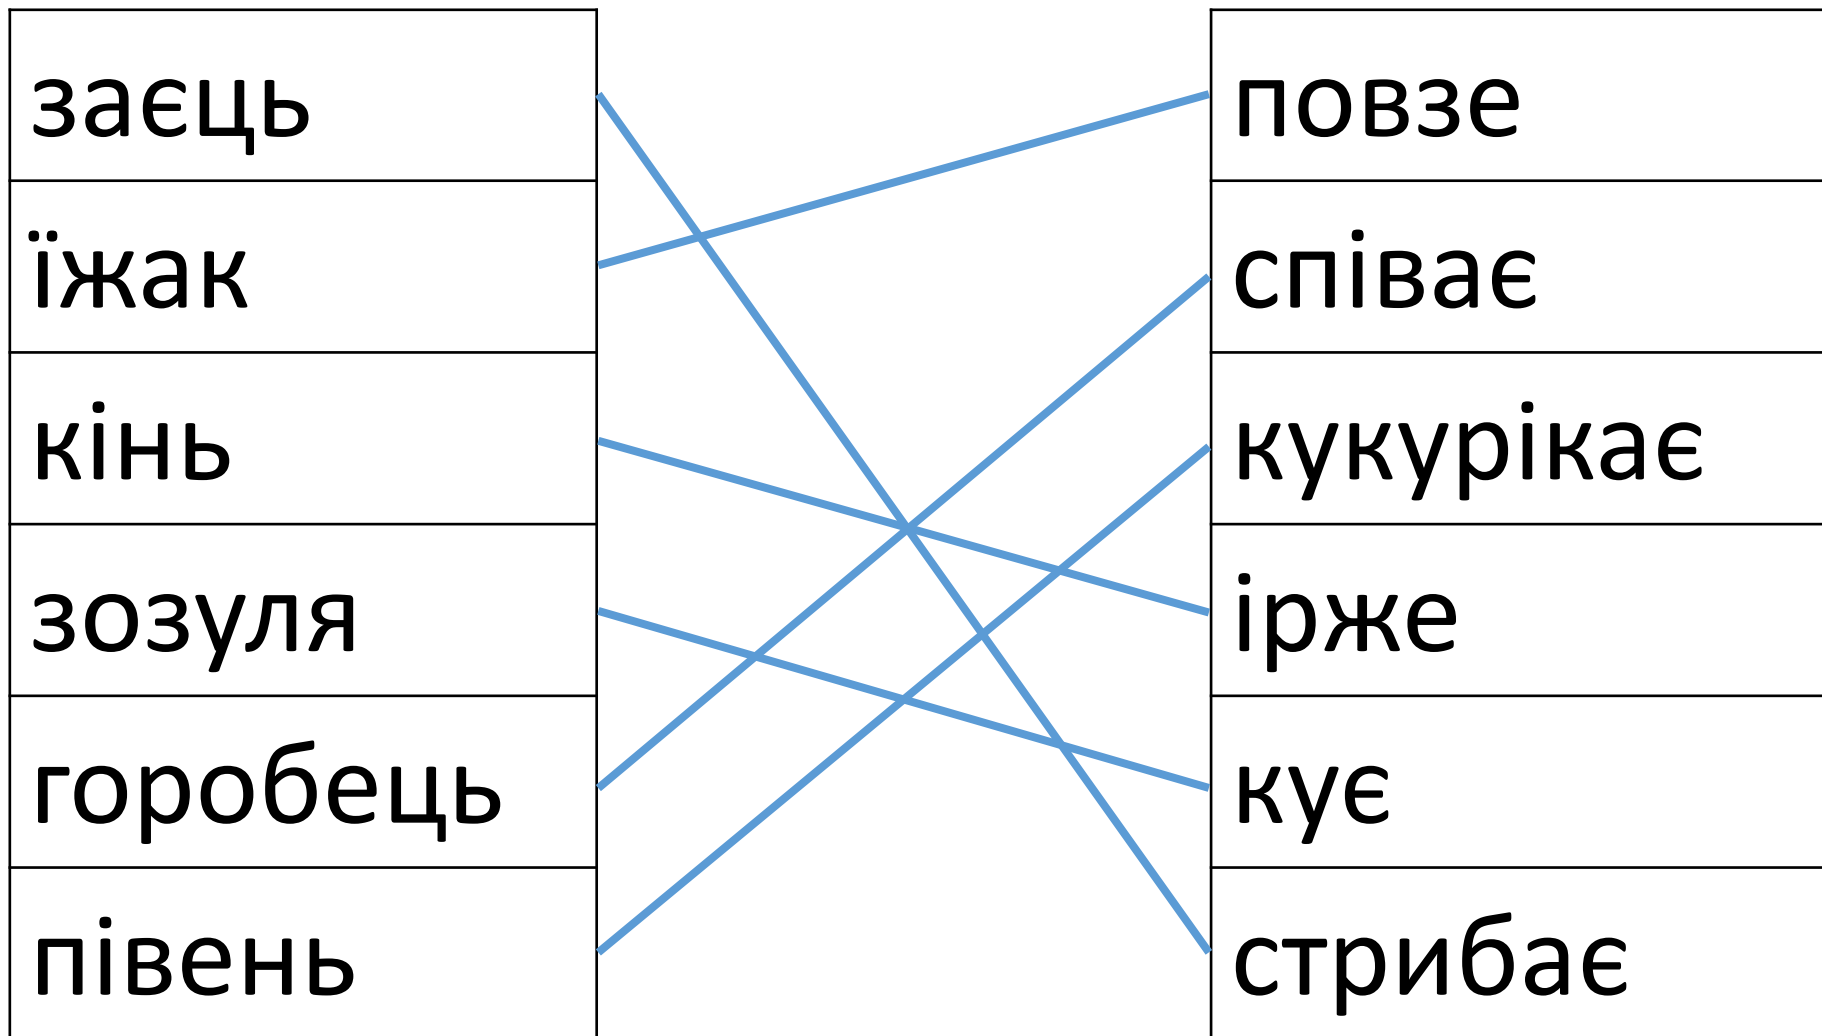 заєць
їжак
кінь
зозуля
горобець
півень
повзе
співає
кукурікає
ірже
кує
стрибає